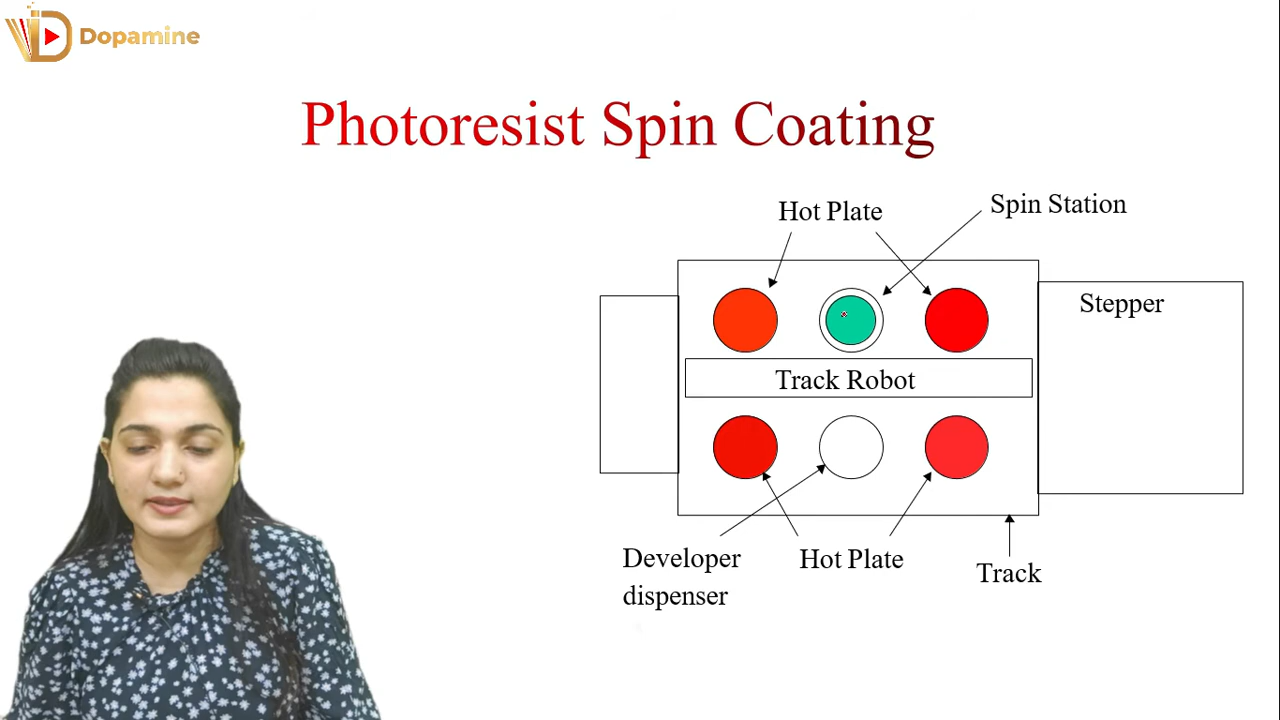 Dopamine
Photoresist Spin Coating
Hot Plate
Spin Station
Stepper
Track Robot
Developer
dispenser
Hot Plate
Track